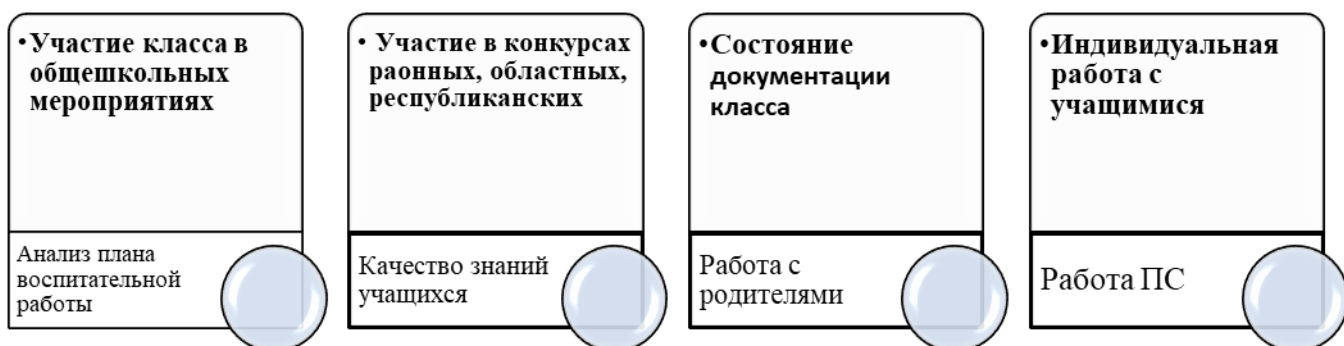 •Участие класса в
общешкольных
мероприятиях
Анализ плана
воспитательной
работы
• Участие в конкурсах
раонных, областных,
республиканских
Качество знаний
учащихся
•Состояние
документации
класса
Работа с
родителями
•Индивидуальная
работа с
учащимися
Работа ПС